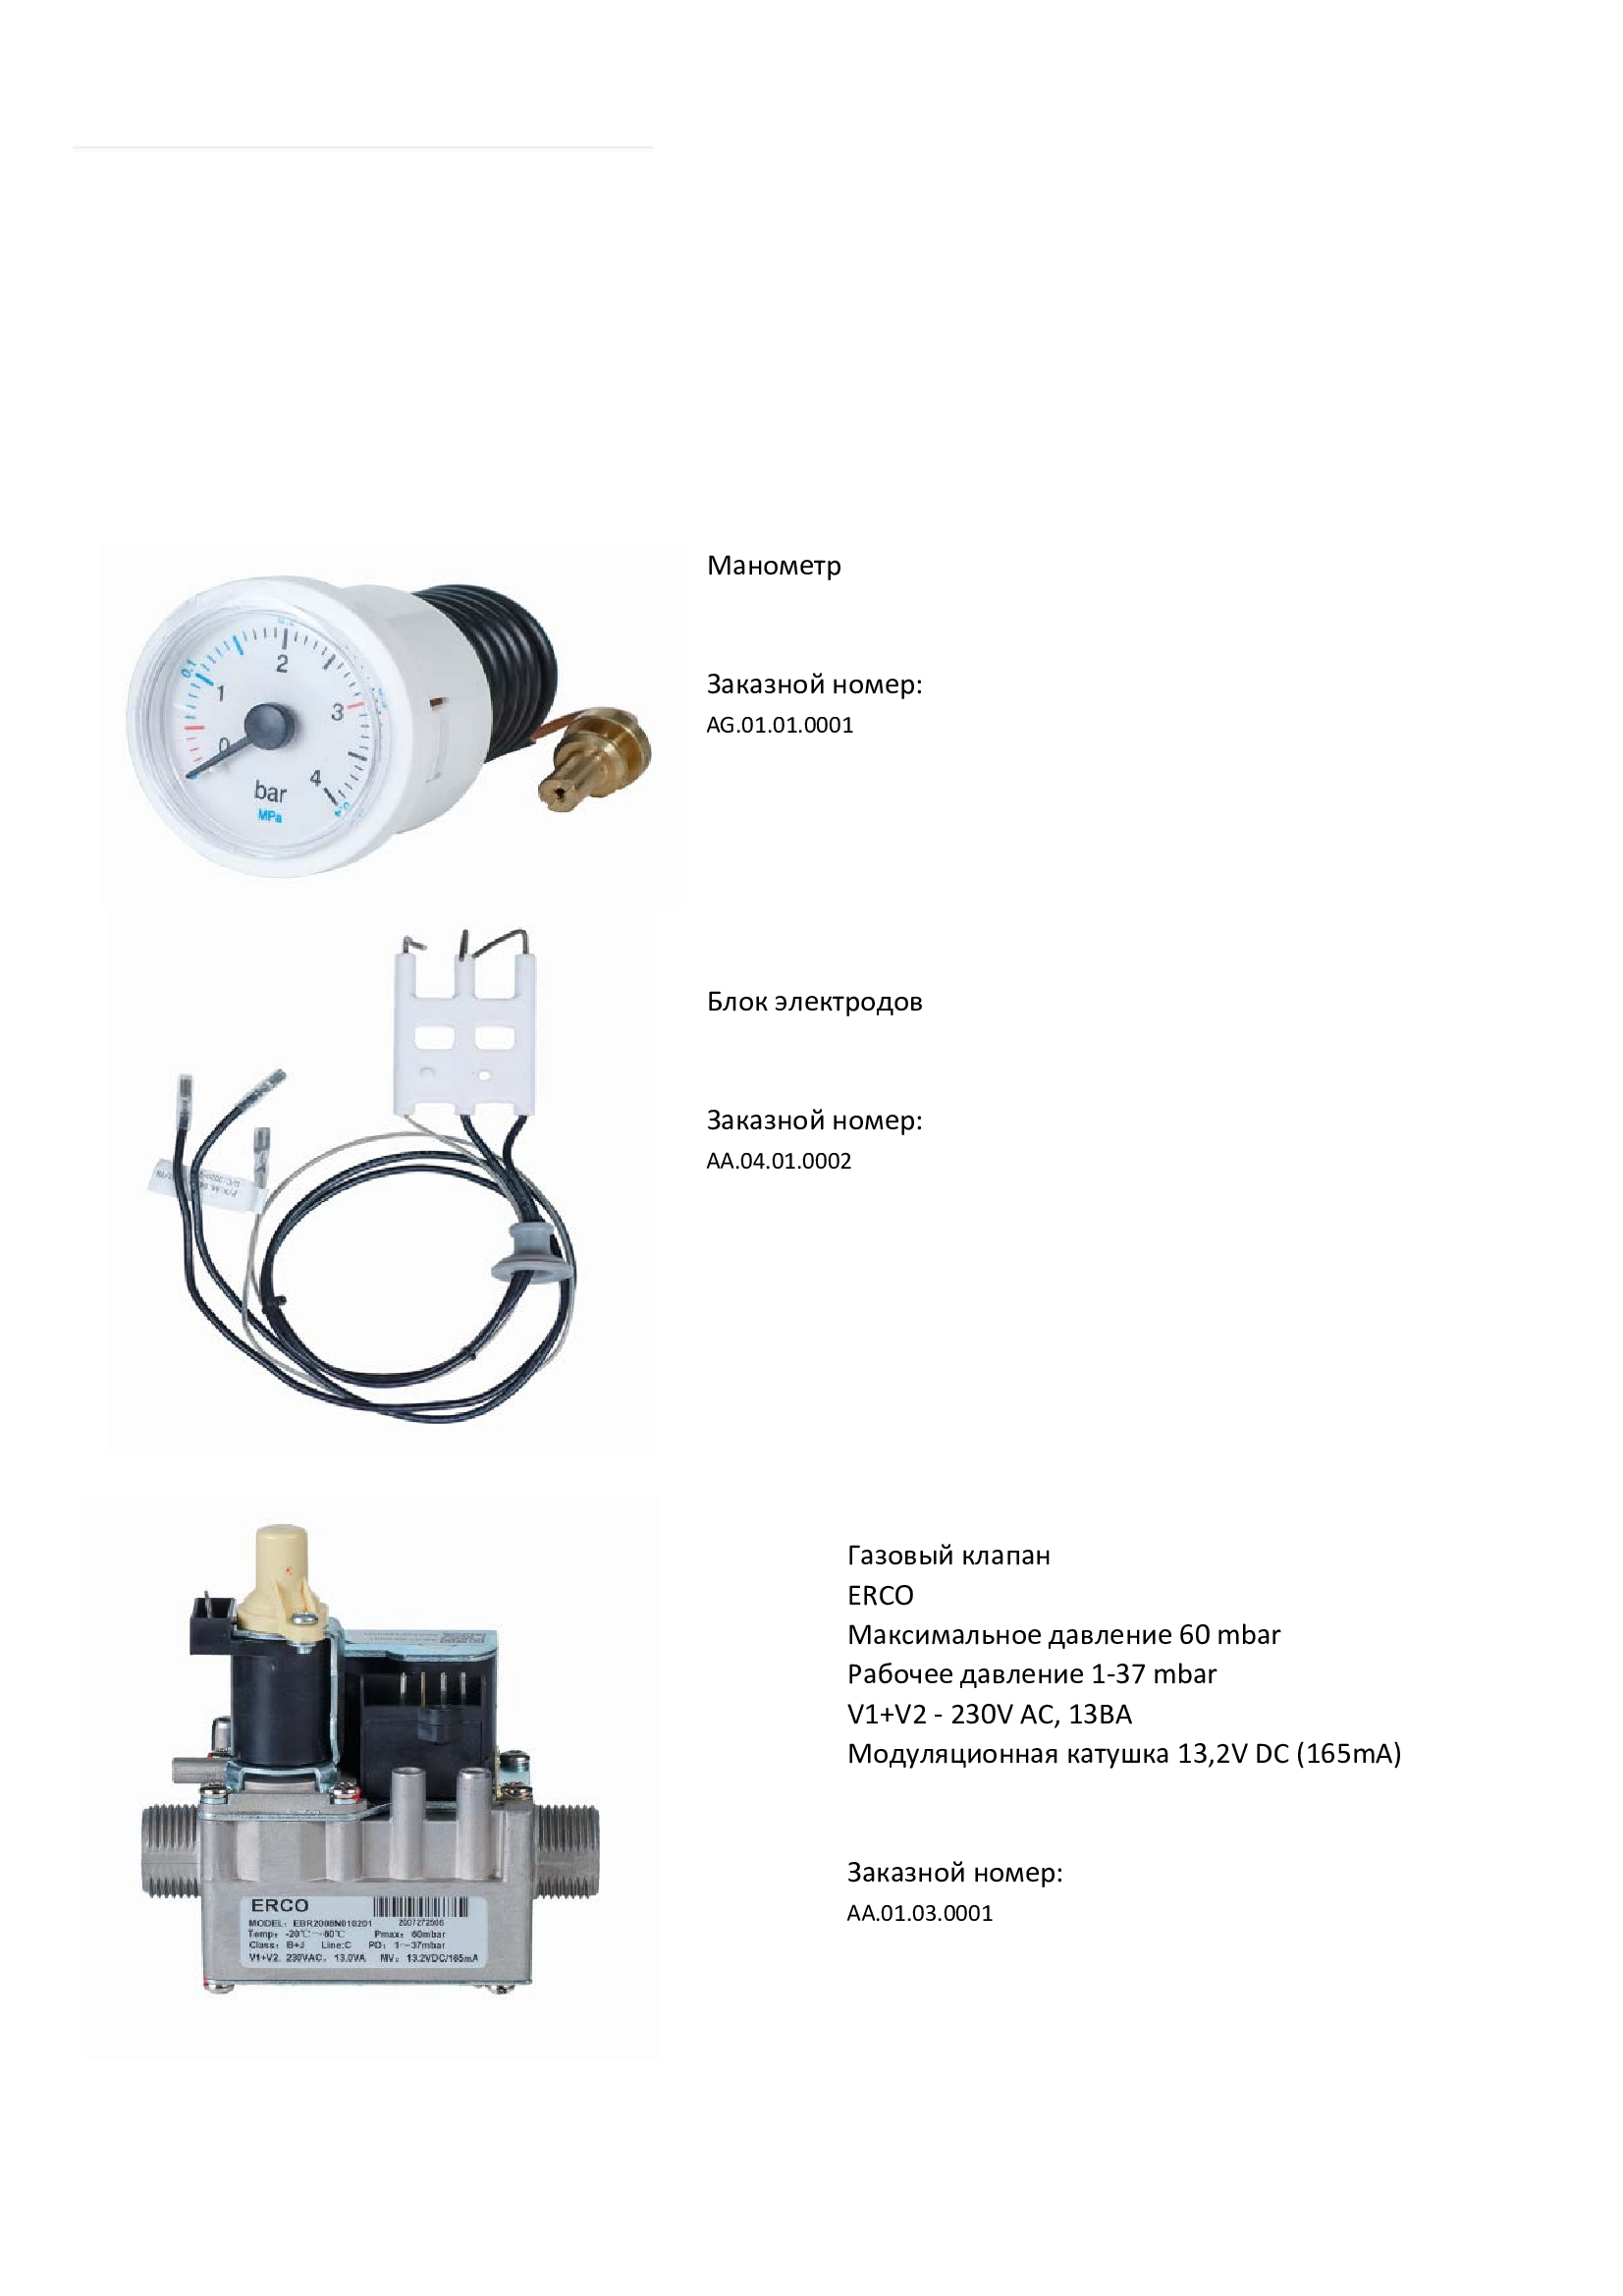 Манометр
Заказной номер:
AG.01.01.0001
0.1
1
2
3
0
4
bar
MPa
Блок электродов
Заказной номер:
AA.04.01.0002
Газовый клапан
ERCO
Максимальное давление 60 mbar
Рабочее давление 1-37 mbar
V1+V2 - 230V AC, 13ВА
Модуляционная катушка 13,2V DC (165mA)
Заказной номер:
AA.01.03.0001
ERCO
MODEL: EBR2008N010201
Temp: -20℃~60℃ Pmax: 60mbar
Class: B+J Line:C PO: 1~37mbar
V1+V2. 230VAC, 13.0VA MV: 13.2VDC/165mA